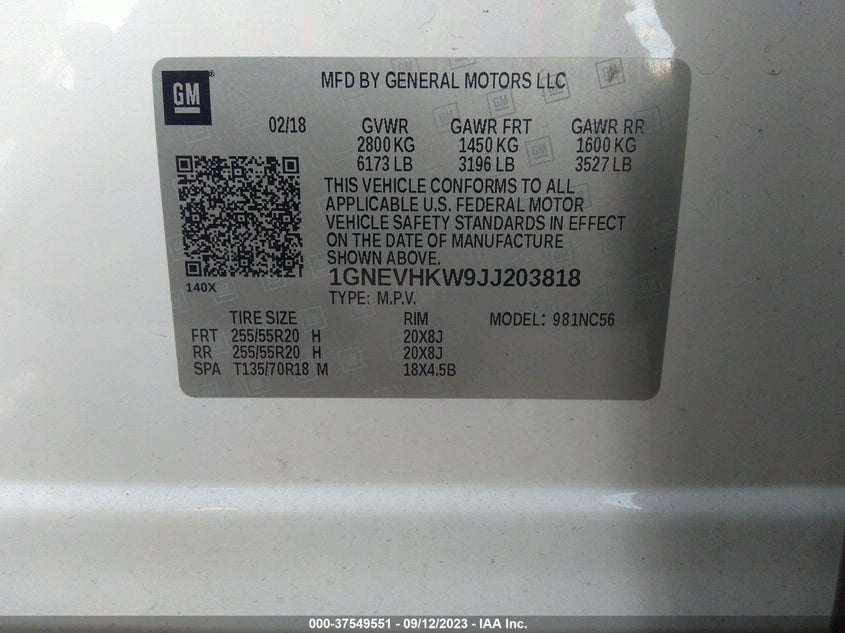 GM
MFD BY GENERAL MOTORS LLC
02/18 GVWR GAWR FRT GAWR RR
2800 KG 1450 KG 1600 KG
6173 LB 3196 LB 3527 LB
THIS VEHICLE CONFORMS TO ALL
APPLICABLE U.S. FEDERAL MOTOR
VEHICLE SAFETY STANDARDS IN EFFECT
ON THE DATE OF MANUFACTURE
SHOWN ABOVE.
140X
1GNEVHKW9JJ203818
TYPE: M.P.V.
TIRE SIZE RIM MODEL: 981NC56
FRT 255/55R20 H 20X8J
RR 255/55R20 H 20X8J
SPA T135/70R18 M 18X4.5B
000-37549551 - 09/12/2023 - IAA Inc.